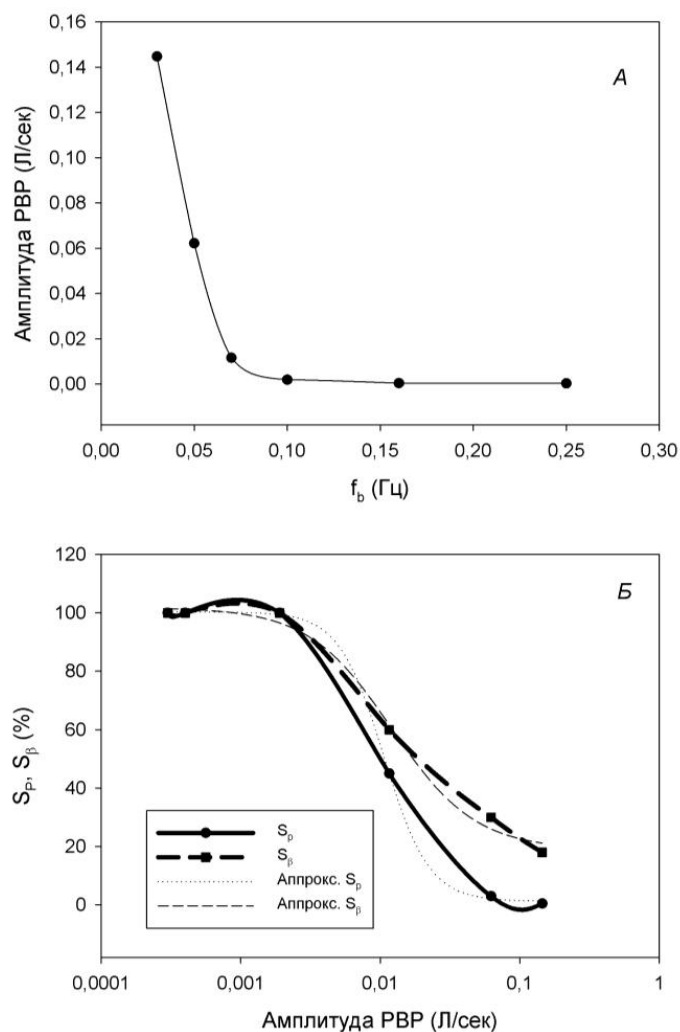 А
Амплитуда РВР (Л/сек)
0,16
0,14
0,12
0,10
0,08
0,06
0,04
0,02
0,00
0,00 0,05 0,10 0,15 0,20 0,25 0,30
f_b (Гц)
Б
S_P, S_β (%)
120
100
80
60
40
20
0
S_p
S_β
Аппрокс. S_p
Аппрокс. S_β
0,0001 0,001 0,01 0,1 1
Амплитуда РВР (Л/сек)